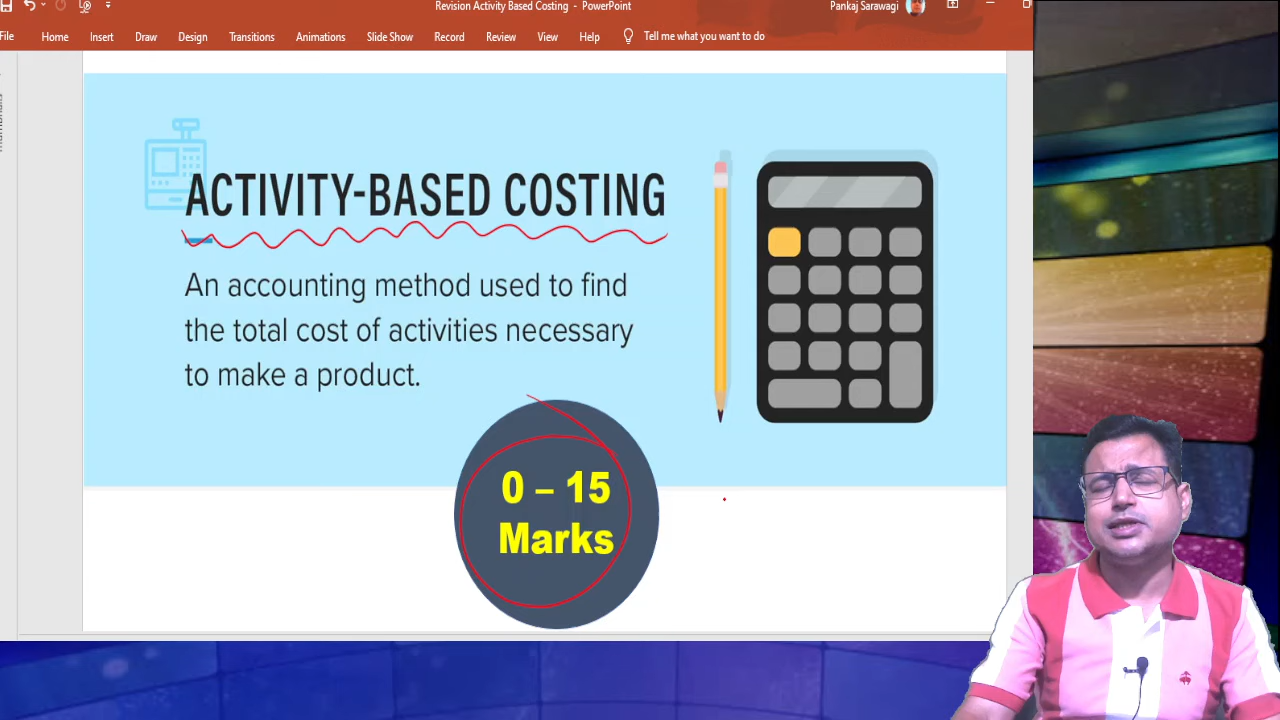 Revision Activity Based Costing - PowerPoint
Pankaj Sarawagi
File Home Insert Draw Design Transitions Animations Slide Show Record Review View Help Tell me what you want to do
ACTIVITY-BASED COSTING
An accounting method used to find
the total cost of activities necessary
to make a product.
0 – 15
Marks